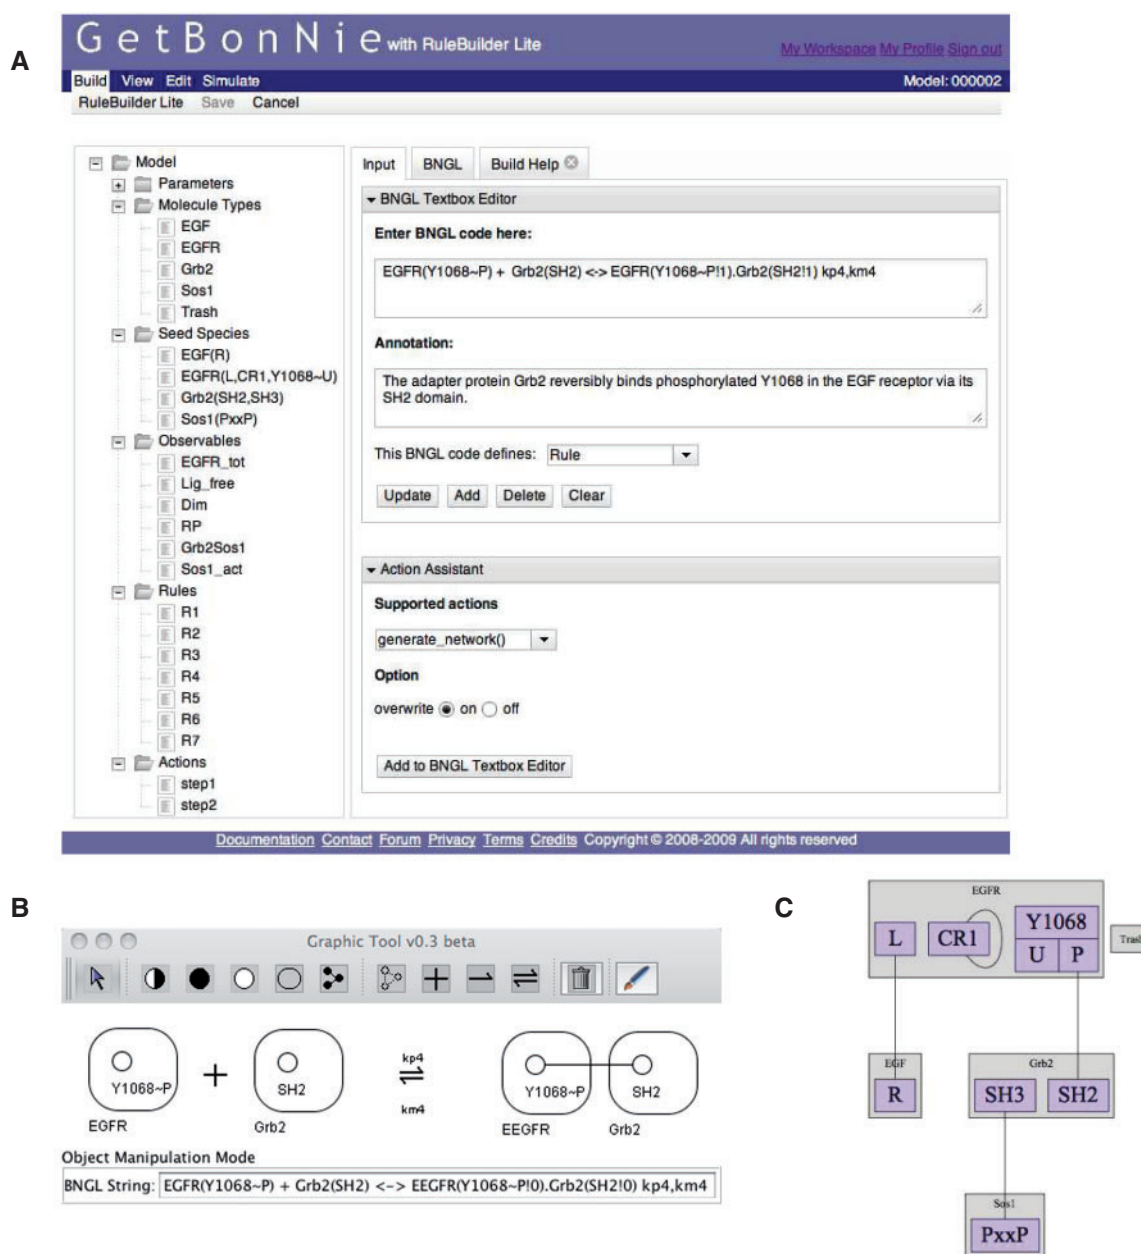 A
GetBonNie with RuleBuilder Lite
My Workspace My Profile Sign out
Build View Edit Simulate
Model: 000002
RuleBuilder Lite Save Cancel
Model
Parameters
Molecule Types
EGF
EGFR
Grb2
Sos1
Trash
Seed Species
EGF(R)
EGFR(L,CR1,Y1068~U)
Grb2(SH2,SH3)
Sos1(PxxP)
Observables
EGFR_tot
Lig_free
Dim
RP
Grb2Sos1
Sos1_act
Rules
R1
R2
R3
R4
R5
R6
R7
Actions
step1
step2
Input BNGL Build Help
BNGL Textbox Editor
Enter BNGL code here:
EGFR(Y1068~P) + Grb2(SH2) <-> EGFR(Y1068~P!1).Grb2(SH2!1) kp4,km4
Annotation:
The adapter protein Grb2 reversibly binds phosphorylated Y1068 in the EGF receptor via its
SH2 domain.
This BNGL code defines: Rule
Update Add Delete Clear
Action Assistant
Supported actions
generate_network()
Option
overwrite on off
Add to BNGL Textbox Editor
Documentation Contact Forum Privacy Terms Credits Copyright © 2008-2009 All rights reserved
B
Graphic Tool v0.3 beta
Y1068~P
EGFR
+
SH2
Grb2
kp4
km4
Y1068~P
EEGFR
SH2
Grb2
Object Manipulation Mode
BNGL String: EGFR(Y1068~P) + Grb2(SH2) <-> EEGFR(Y1068~P!0).Grb2(SH2!0) kp4,km4
C
EGFR
L CR1 Y1068
U P
Trash
EGF
R
Grb2
SH3 SH2
Sos1
PxxP